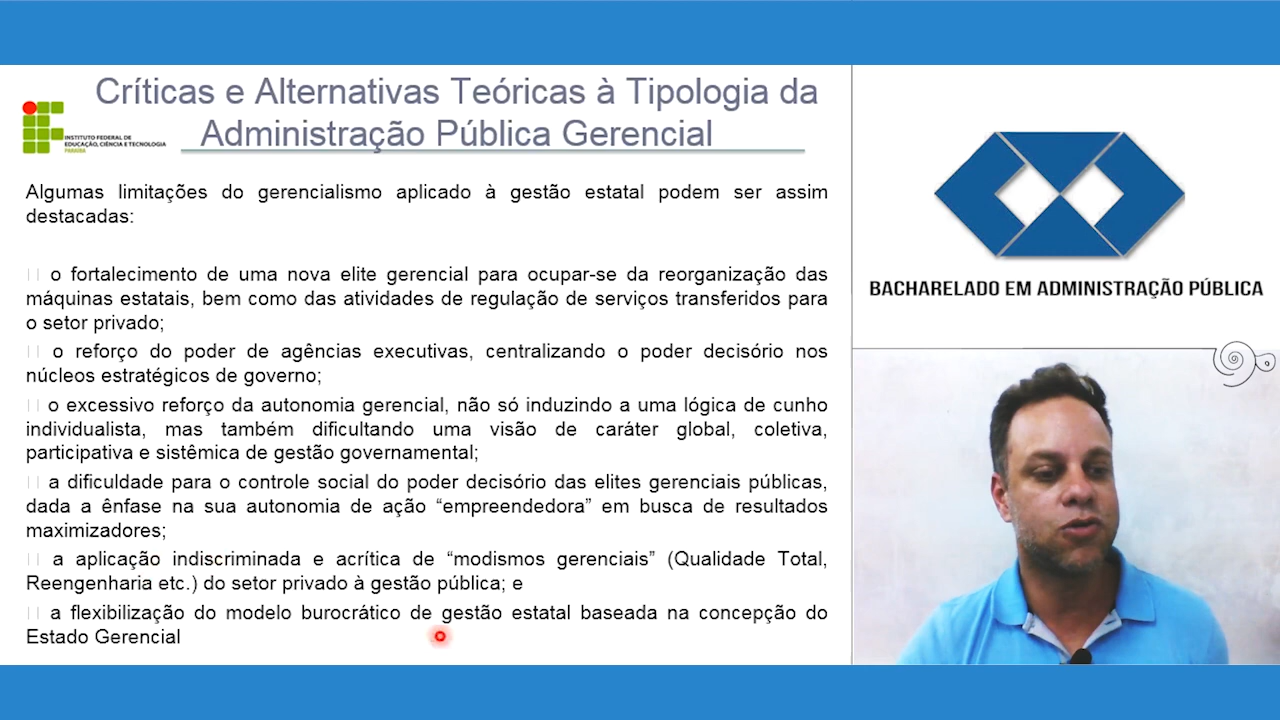 Críticas e Alternativas Teóricas à Tipologia da
Administração Pública Gerencial
INSTITUTO FEDERAL DE
EDUCAÇÃO, CIÊNCIA E TECNOLOGIA
PARAÍBA
Algumas limitações do gerencialismo aplicado à gestão estatal podem ser assim
destacadas:
o fortalecimento de uma nova elite gerencial para ocupar-se da reorganização das
máquinas estatais, bem como das atividades de regulação de serviços transferidos para
o setor privado;
o reforço do poder de agências executivas, centralizando o poder decisório nos
núcleos estratégicos de governo;
o excessivo reforço da autonomia gerencial, não só induzindo a uma lógica de cunho
individualista, mas também dificultando uma visão de caráter global, coletiva,
participativa e sistêmica de gestão governamental;
a dificuldade para o controle social do poder decisório das elites gerenciais públicas,
dada a ênfase na sua autonomia de ação “empreendedora” em busca de resultados
maximizadores;
a aplicação indiscriminada e acrítica de “modismos gerenciais” (Qualidade Total,
Reengenharia etc.) do setor privado à gestão pública; e
a flexibilização do modelo burocrático de gestão estatal baseada na concepção do
Estado Gerencial
BACHARELADO EM ADMINISTRAÇÃO PÚBLICA